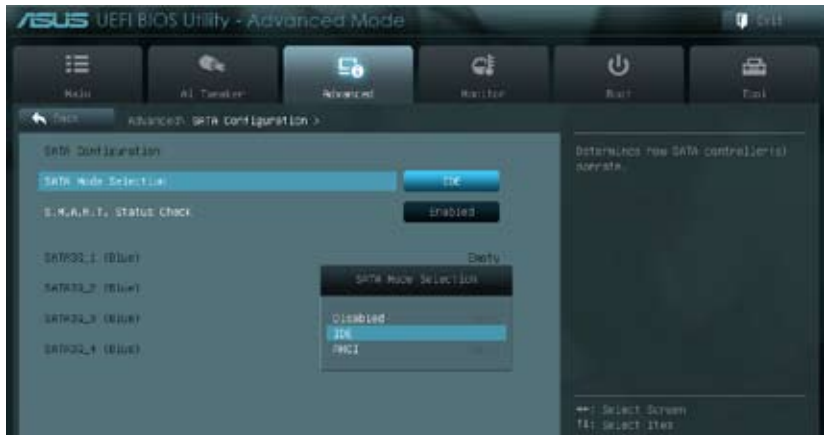 ASUS UEFI BIOS Utility - Advanced Mode
Exit
Main
Ai Tweaker
Advanced
Monitor
Boot
Tool
Back
Advanced\ SATA Configuration >
SATA Configuration
SATA Mode Selection
IDE
S.M.A.R.T. Status Check
Enabled
SATA3G_1 (Blue)
Empty
SATA3G_2 (Blue)
SATA3G_3 (Blue)
SATA3G_4 (Blue)
SATA Mode Selection
Disabled
IDE
AHCI
Determines how SATA controller(s)
operate.
→←: Select Screen
↑↓: Select Item